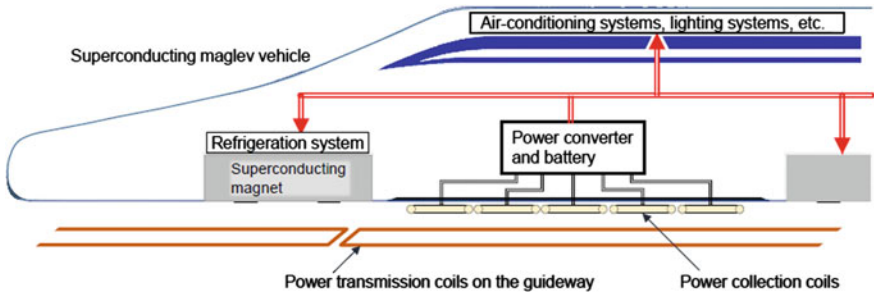 Air-conditioning systems, lighting systems, etc.
Superconducting maglev vehicle
Refrigeration system
Superconducting
magnet
Power converter
and battery
Power transmission coils on the guideway
Power collection coils